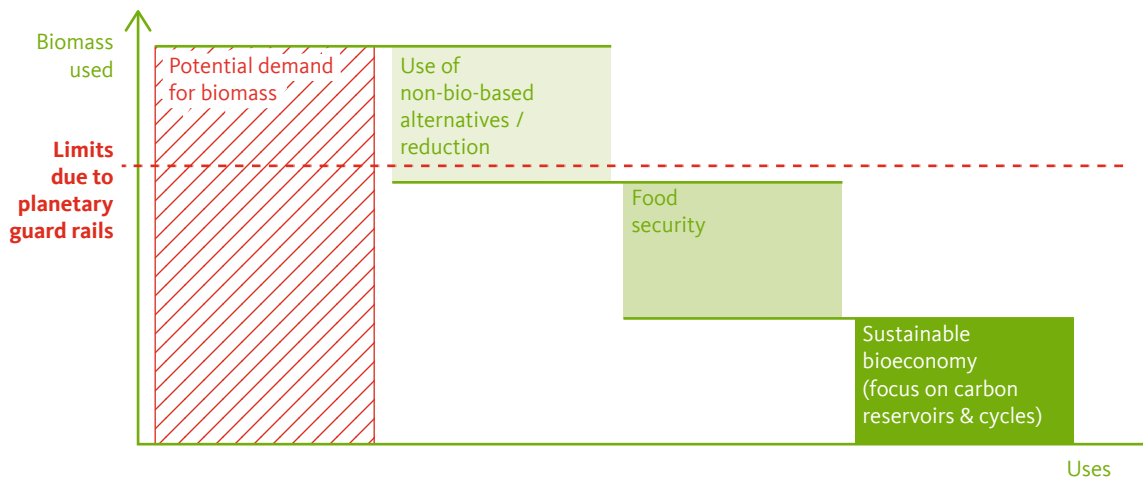 Biomass
used
Potential demand
for biomass
Use of
non-bio-based
alternatives /
reduction
Limits
due to
planetary
guard rails
Food
security
Sustainable
bioeconomy
(focus on carbon
reservoirs & cycles)
Uses